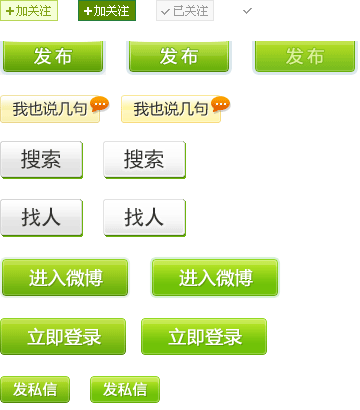 +加关注 +加关注 已关注
发布 发布 发布
我也说几句 我也说几句
搜索 搜索
找人 找人
进入微博 进入微博
立即登录 立即登录
发私信 发私信